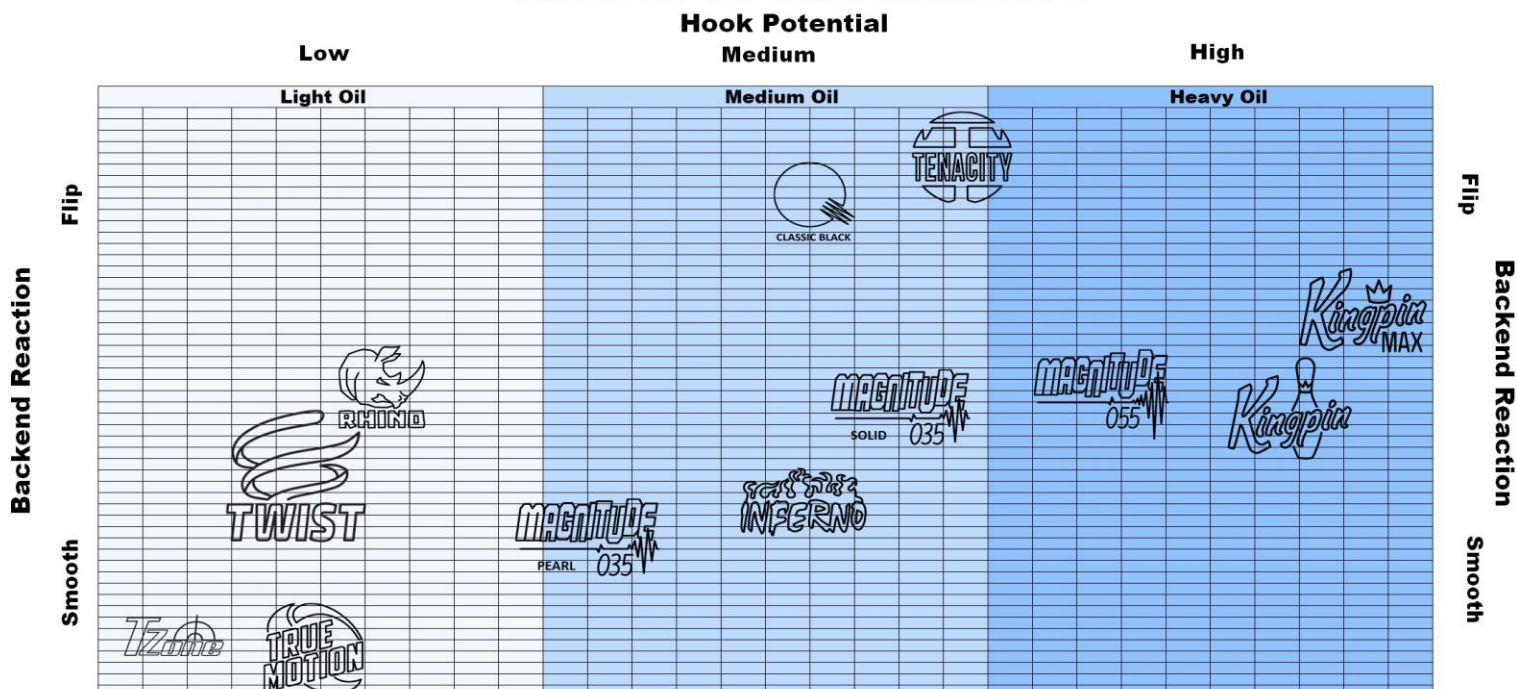 Hook Potential
Low Medium High
Light Oil Medium Oil Heavy Oil
Flip
Flip
Backend Reaction
Backend Reaction
Smooth
Smooth
TENACITY
CLASSIC BLACK
Kingpin
MAX
RHINO
MAGNITUDE
SOLID 035
MAGNITUDE
055
Kingpin
TWIST
MAGNITUDE
PEARL 035
INFERNO
TZone
TRUE
MOTION